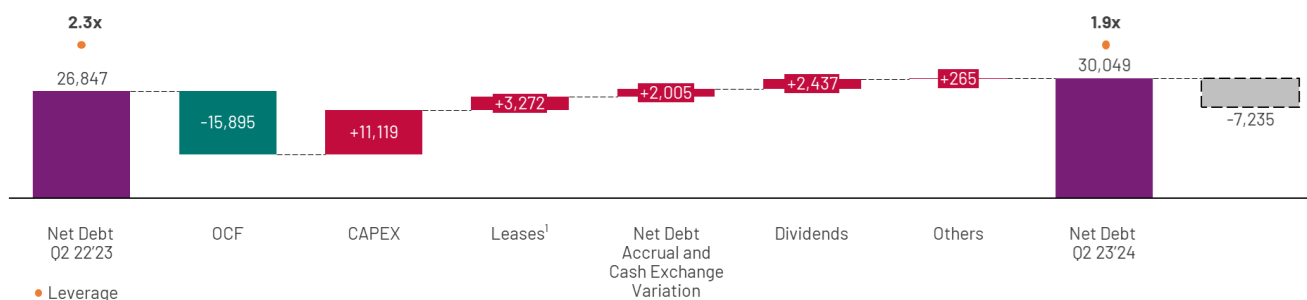 2.3x
1.9x
26,847
-15,895
+11,119
+3,272
+2,005
+2,437
+265
30,049
-7,235
Net Debt
Q2 22’23
OCF
CAPEX
Leases¹
Net Debt
Accrual and
Cash Exchange
Variation
Dividends
Others
Net Debt
Q2 23’24
Leverage